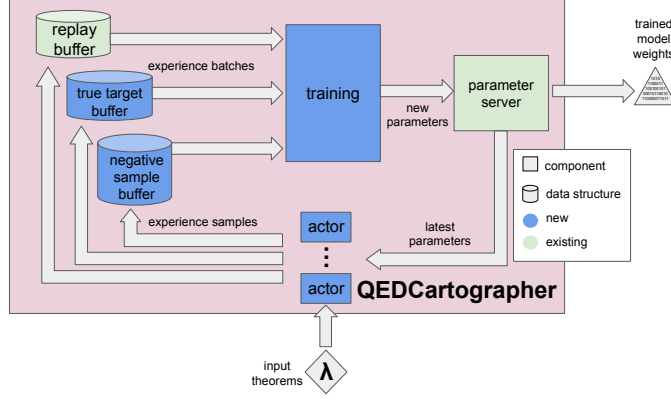 replay
buffer
experience batches
true target
buffer
negative
sample
buffer
experience samples
training
new
parameters
parameter
server
trained
model
weights
component
data structure
new
existing
latest
parameters
actor
actor
QEDCartographer
input
theorems
λ